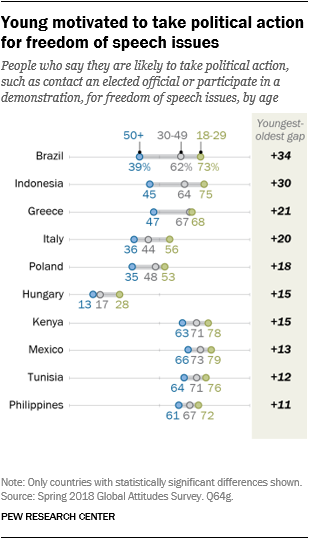 Young motivated to take political action
for freedom of speech issues
People who say they are likely to take political action,
such as contact an elected official or participate in a
demonstration, for freedom of speech issues, by age
Youngest-
oldest gap
50+ 30-49 18-29
Brazil 39% 62% 73% +34
Indonesia 45 64 75 +30
Greece 47 67 68 +21
Italy 36 44 56 +20
Poland 35 48 53 +18
Hungary 13 17 28 +15
Kenya 63 71 78 +15
Mexico 66 73 79 +13
Tunisia 64 71 76 +12
Philippines 61 67 72 +11
Note: Only countries with statistically significant differences shown.
Source: Spring 2018 Global Attitudes Survey. Q64g.
PEW RESEARCH CENTER